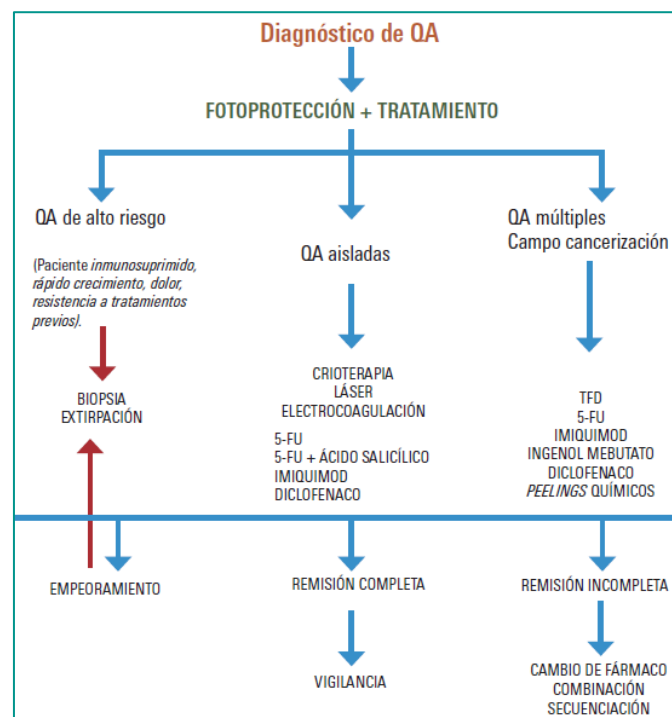 Diagnóstico de QA
FOTOPROTECCIÓN + TRATAMIENTO
QA de alto riesgo
(Paciente inmunosuprimido,
rápido crecimiento, dolor,
resistencia a tratamientos
previos).
BIOPSIA
EXTIRPACIÓN
QA aisladas
CRIOTERAPIA
LÁSER
ELECTROCOAGULACIÓN
5-FU
5-FU + ÁCIDO SALICÍLICO
IMIQUIMOD
DICLOFENACO
QA múltiples
Campo cancerización
TFD
5-FU
IMIQUIMOD
INGENOL MEBUTATO
DICLOFENACO
PEELINGS QUÍMICOS
EMPEORAMIENTO
REMISIÓN COMPLETA
VIGILANCIA
REMISIÓN INCOMPLETA
CAMBIO DE FÁRMACO
COMBINACIÓN
SECUENCIACIÓN